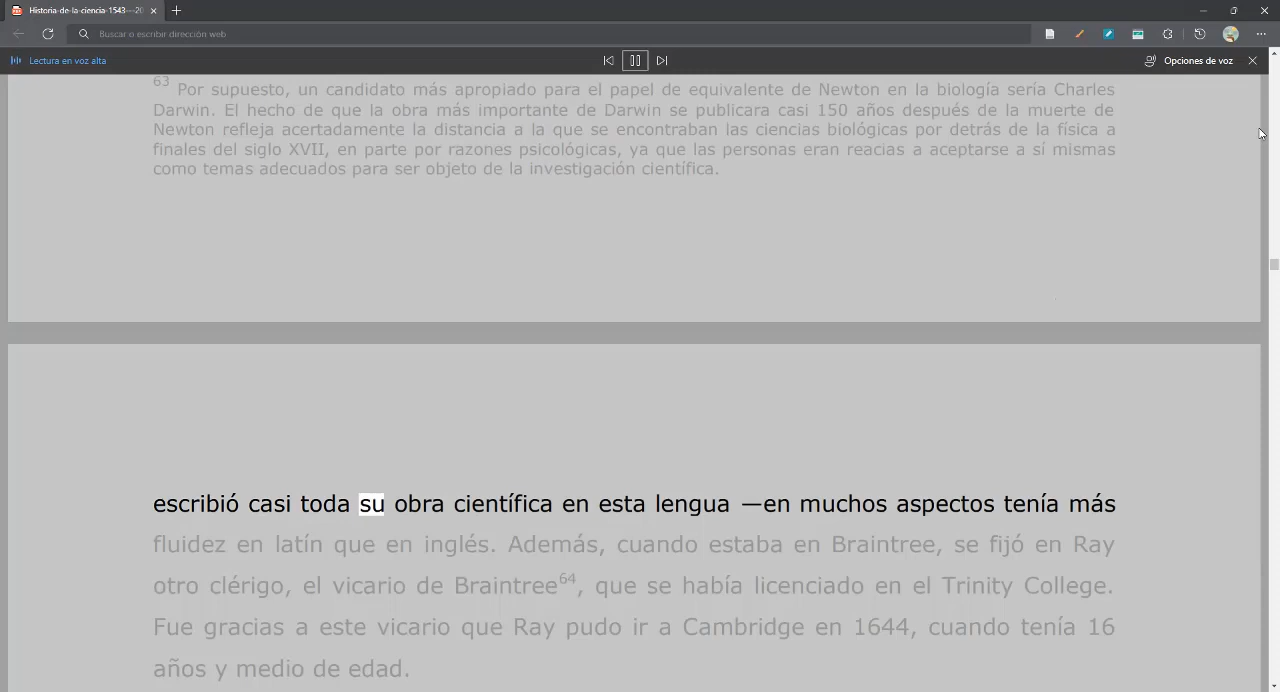 Historia-de-la-ciencia-1543---20
Buscar o escribir dirección web
Lectura en voz alta
Opciones de voz
63 Por supuesto, un candidato más apropiado para el papel de equivalente de Newton en la biología sería Charles
Darwin. El hecho de que la obra más importante de Darwin se publicara casi 150 años después de la muerte de
Newton refleja acertadamente la distancia a la que se encontraban las ciencias biológicas por detrás de la física a
finales del siglo XVII, en parte por razones psicológicas, ya que las personas eran reacias a aceptarse a sí mismas
como temas adecuados para ser objeto de la investigación científica.
escribió casi toda su obra científica en esta lengua —en muchos aspectos tenía más
fluidez en latín que en inglés. Además, cuando estaba en Braintree, se fijó en Ray
otro clérigo, el vicario de Braintree64, que se había licenciado en el Trinity College.
Fue gracias a este vicario que Ray pudo ir a Cambridge en 1644, cuando tenía 16
años y medio de edad.